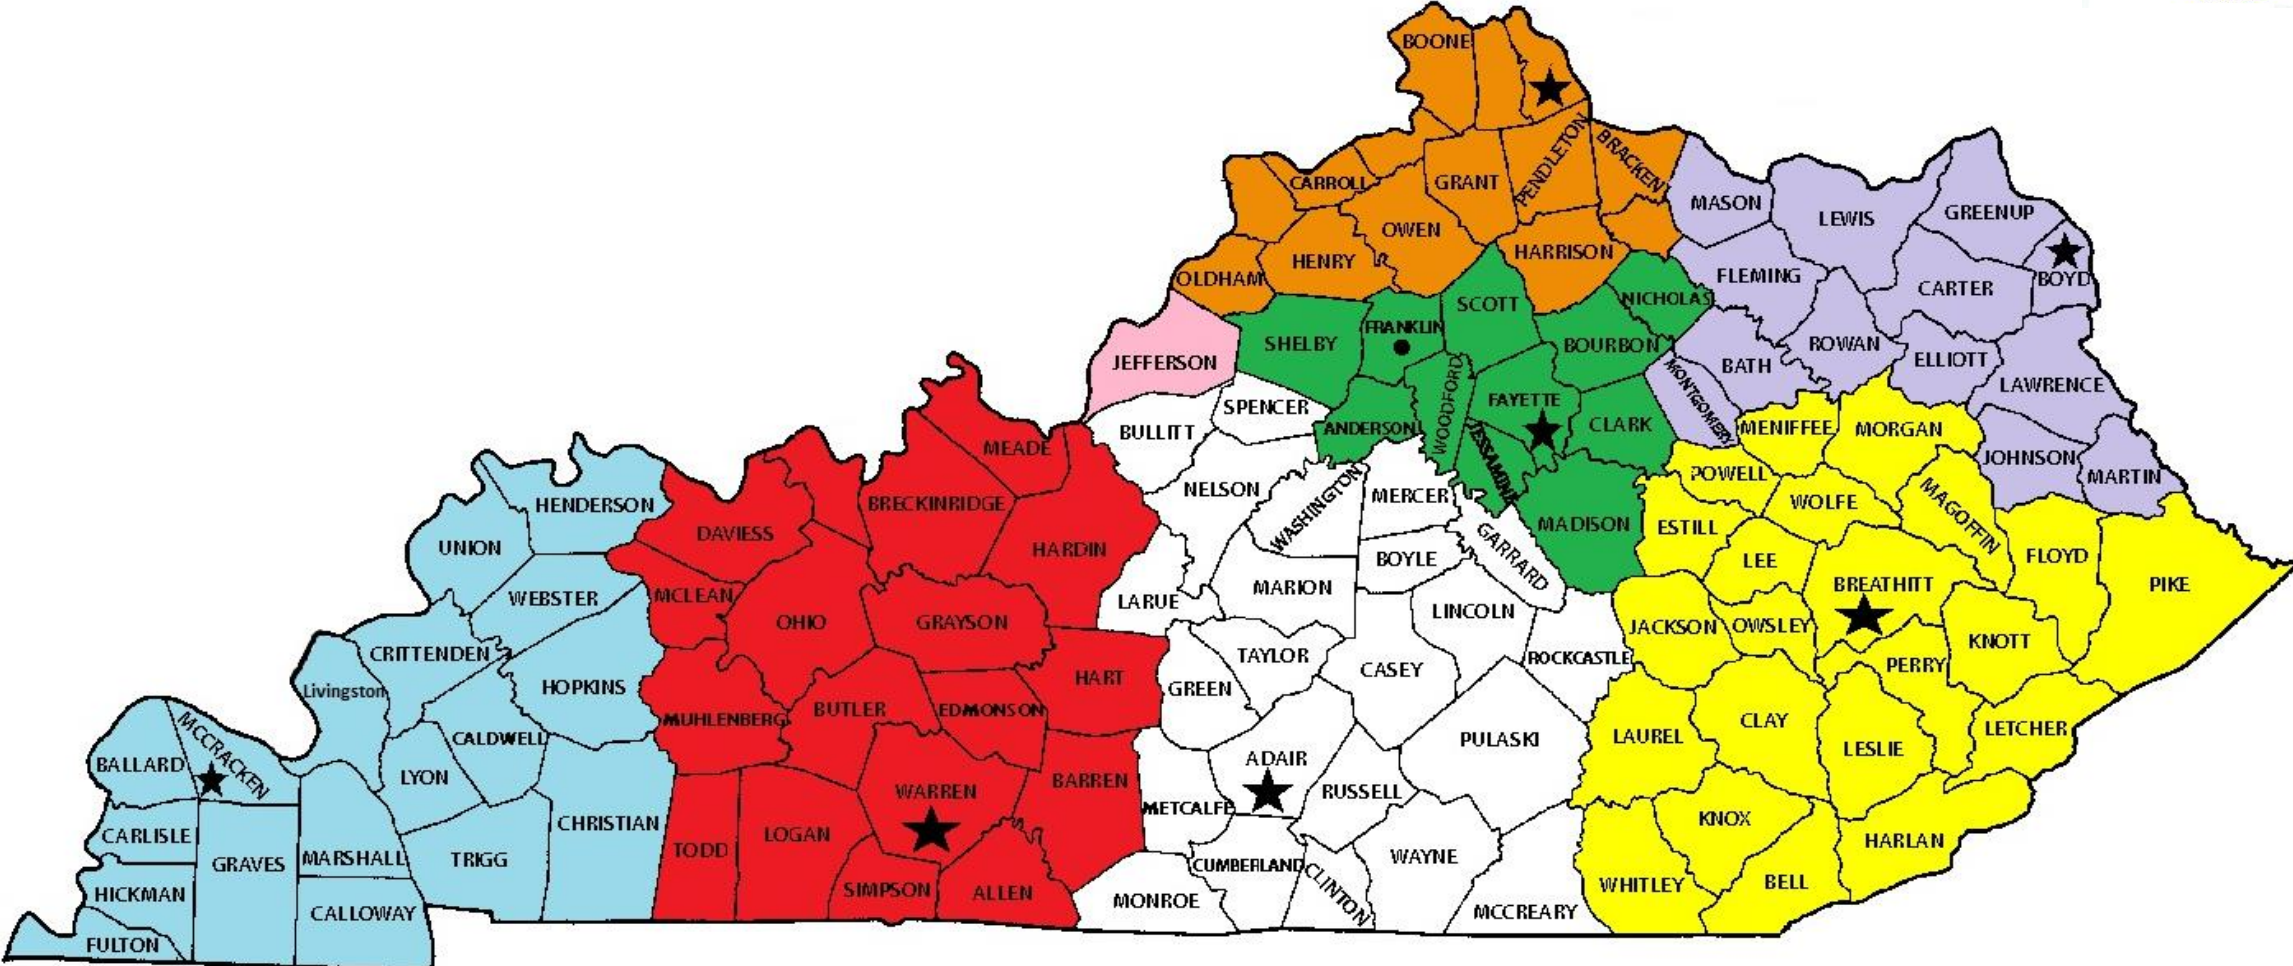 BOONE
PENDLETON
BRACKEN
CARROLL
GRANT
MASON
LEWIS
GREENUP
OWEN
HENRY
HARRISON
OLDHAM
FLEMING
CARTER
BOYD
NICHOLAS
SCOTT
FRANKLIN
SHELBY
BOURBON
ROWAN
ELLIOTT
JEFFERSON
BATH
LAWRENCE
WOODFORD
MONTGOMERY
FAYETTE
SPENCER
BULLITT
ANDERSON
CLARK
JESSAMINE
MENIFFEE
MORGAN
MEADE
JOHNSON
MARTIN
POWELL
NELSON
WASHINGTON
MERCER
WOLFE
MAGOFFIN
HENDERSON
BRECKINRIDGE
DAVIESS
MADISON
ESTILL
UNION
HARDIN
BOYLE
GARRARD
LEE
FLOYD
BREATHITT
PIKE
WEBSTER
MCLEAN
LARUE
MARION
LINCOLN
OHIO
GRAYSON
JACKSON
OWSLEY
KNOTT
CRITTENDEN
TAYLOR
ROCKCASTLE
PERRY
Livingston
HOPKINS
HART
GREEN
CASEY
MUHLENBERG
BUTLER
EDMONSON
CLAY
LETCHER
MCCRACKEN
CALDWELL
PULASKI
LAUREL
LESLIE
BALLARD
LYON
ADAIR
BARREN
WARREN
RUSSELL
METCALFE
CARLISLE
CHRISTIAN
LOGAN
KNOX
HARLAN
GRAVES
MARSHALL
TRIGG
TODD
WAYNE
CUMBERLAND
CLINTON
HICKMAN
SIMPSON
ALLEN
MONROE
WHITLEY
BELL
CALLOWAY
MCCREARY
FULTON